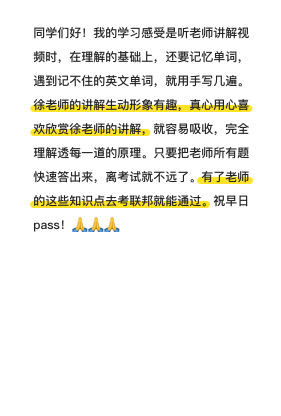 同学们好！我的学习感受是听老师讲解视
频时，在理解的基础上，还要记忆单词，
遇到记不住的英文单词，就用手写几遍。
徐老师的讲解生动形象有趣，真心用心喜
欢欣赏徐老师的讲解，就容易吸收，完全
理解透每一道的原理。只要把老师所有题
快速答出来，离考试就不远了。有了老师
的这些知识点去考联邦就能通过。祝早日
pass！🙏🙏🙏